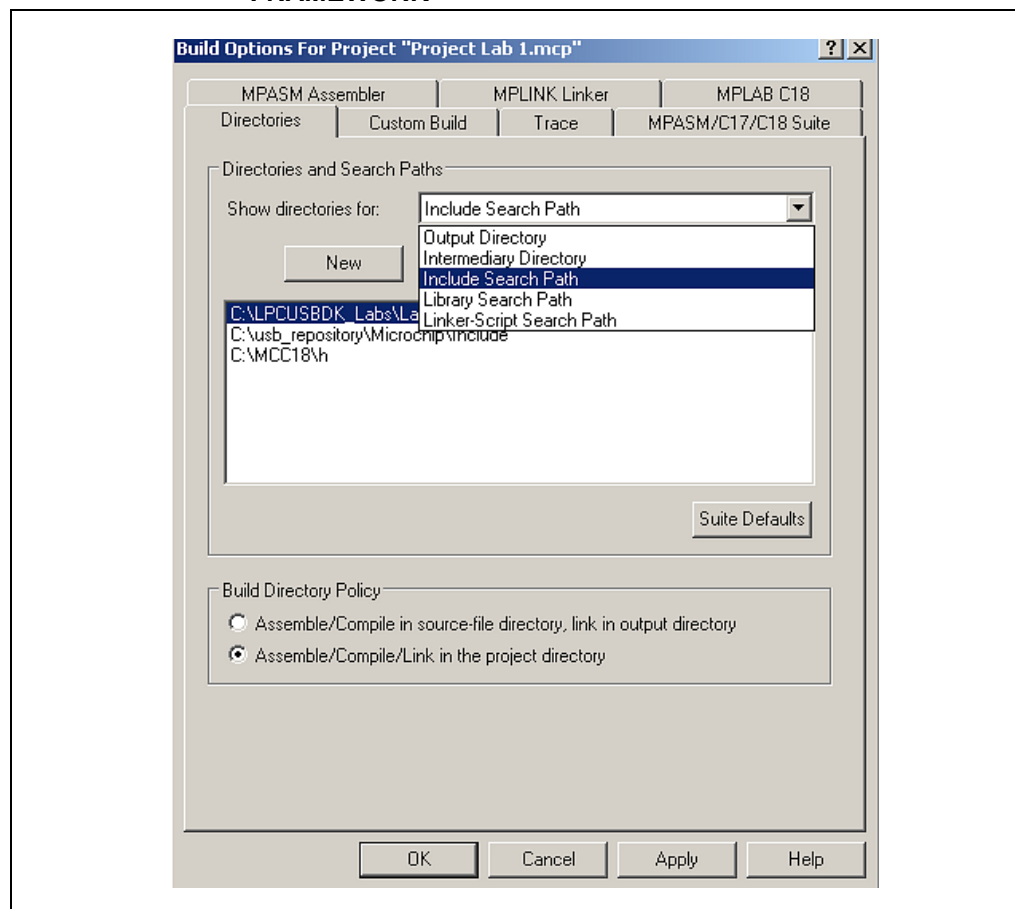 FRAMEWORK
Build Options For Project "Project Lab 1.mcp"
? X
MPASM Assembler MPLINK Linker MPLAB C18
Directories Custom Build Trace MPASM/C17/C18 Suite
Directories and Search Paths
Show directories for: Include Search Path
New
Output Directory
Intermediary Directory
Include Search Path
Library Search Path
Linker-Script Search Path
C:\LPCUSBDK_Labs\La
C:\usb_repository\Microchip\Include
C:\MCC18\h
Suite Defaults
Build Directory Policy
Assemble/Compile in source-file directory, link in output directory
Assemble/Compile/Link in the project directory
OK Cancel Apply Help